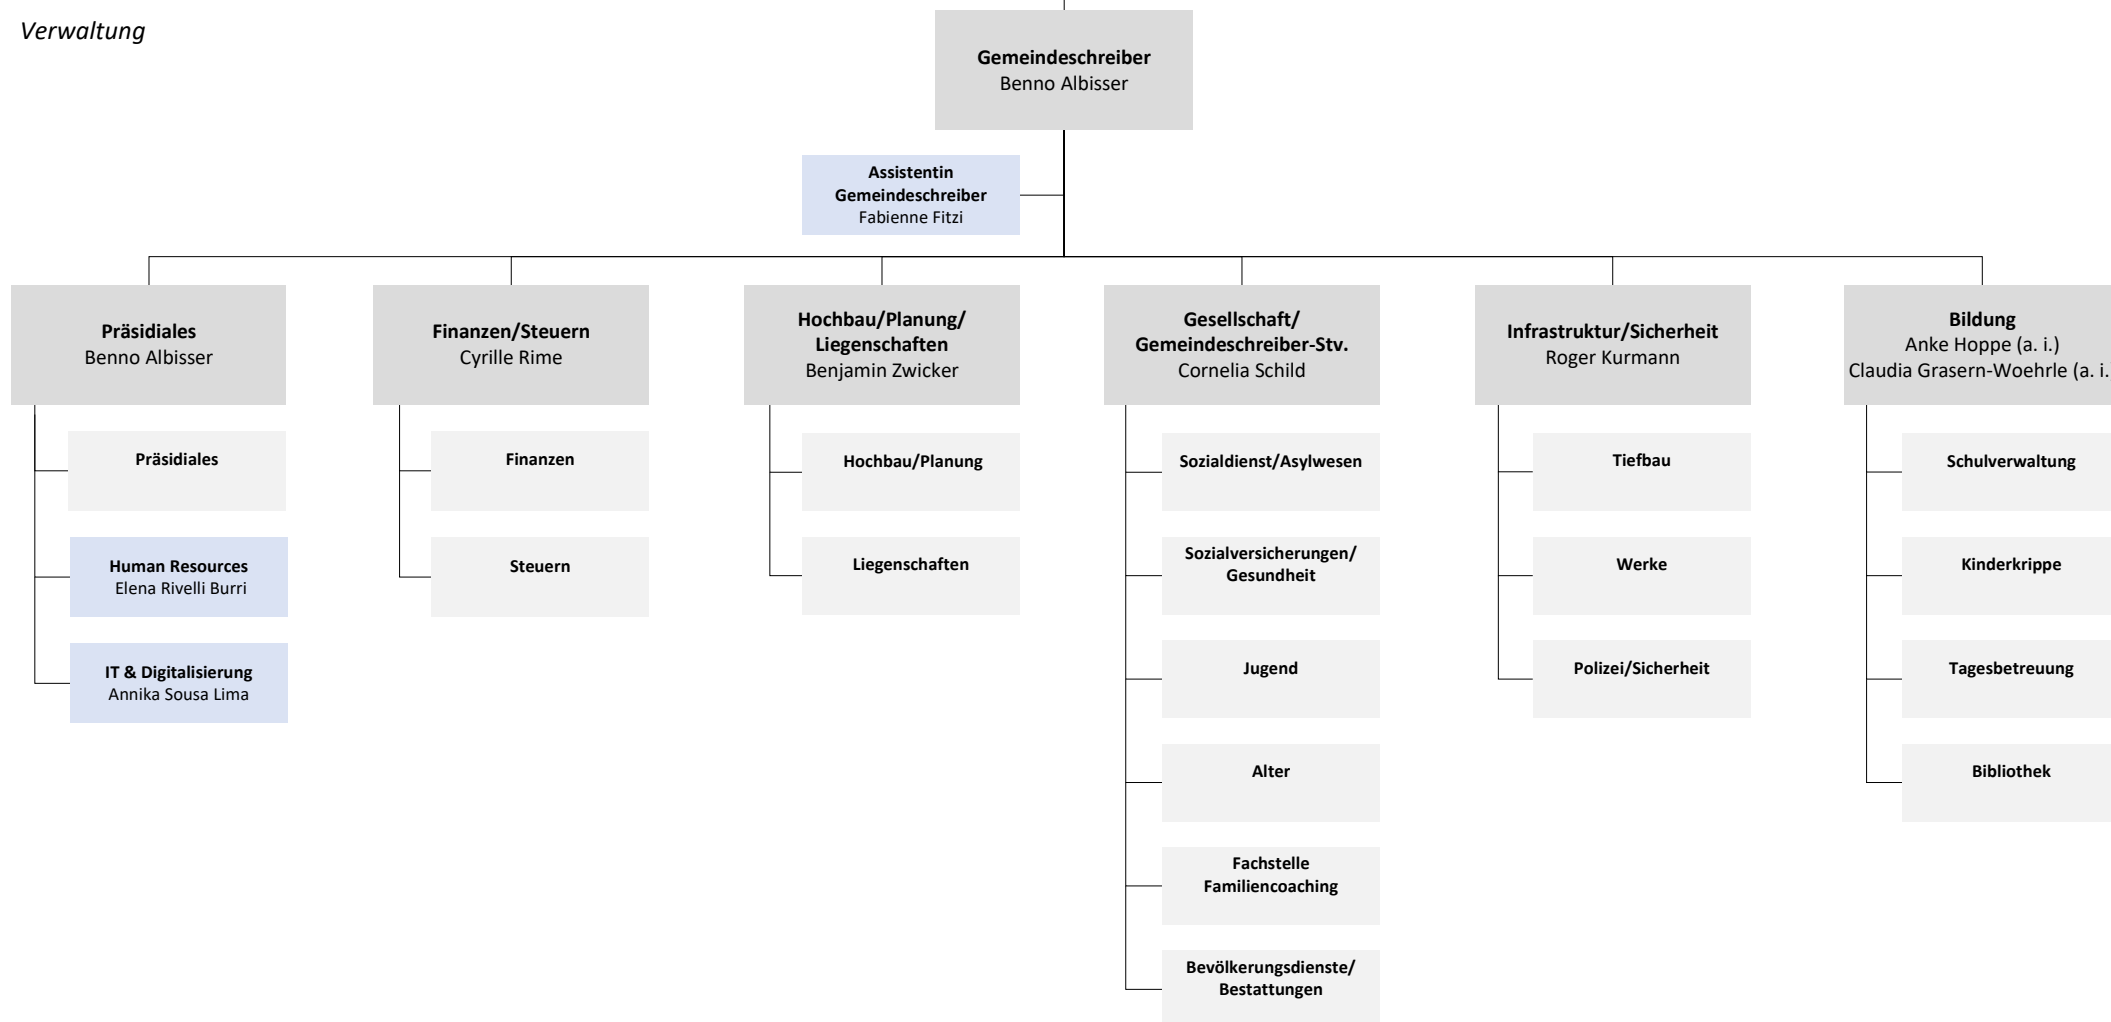 Verwaltung
Gemeindeschreiber
Benno Albisser
Assistentin
Gemeindeschreiber
Fabienne Fitzi
Präsidiales
Benno Albisser
Finanzen/Steuern
Cyrille Rime
Hochbau/Planung/
Liegenschaften
Benjamin Zwicker
Gesellschaft/
Gemeindeschreiber-Stv.
Cornelia Schild
Infrastruktur/Sicherheit
Roger Kurmann
Bildung
Anke Hoppe (a. i.)
Claudia Grasern-Woehrle (a. i.
Präsidiales
Human Resources
Elena Rivelli Burri
IT & Digitalisierung
Annika Sousa Lima
Finanzen
Steuern
Hochbau/Planung
Liegenschaften
Sozialdienst/Asylwesen
Sozialversicherungen/
Gesundheit
Jugend
Alter
Fachstelle
Familiencoaching
Bevölkerungsdienste/
Bestattungen
Tiefbau
Werke
Polizei/Sicherheit
Schulverwaltung
Kinderkrippe
Tagesbetreuung
Bibliothek